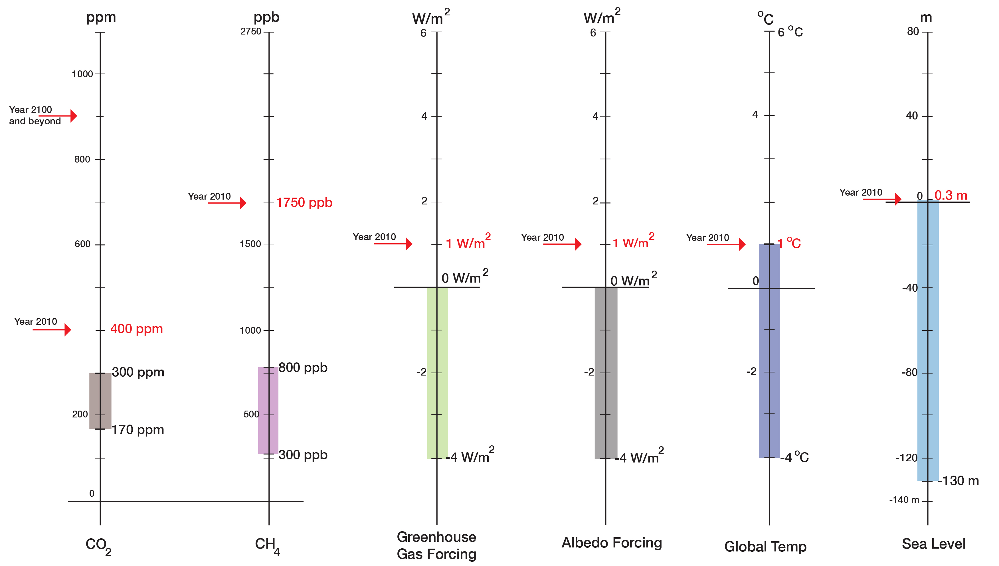 ppm
1000
Year 2100
and beyond
800
600
Year 2010
400 ppm
300 ppm
200
170 ppm
0
CO2
ppb
2750
Year 2010
1750 ppb
1500
1000
800 ppb
500
300 ppb
CH4
W/m2
6
4
2
Year 2010
1 W/m2
0 W/m2
-2
-4 W/m2
Greenhouse
Gas Forcing
W/m2
6
4
2
Year 2010
1 W/m2
0 W/m2
-2
-4 W/m2
Albedo Forcing
oC
6 oC
4
Year 2010
1 oC
0
-2
-4 oC
Global Temp
m
80
40
Year 2010
0
0.3 m
-40
-80
-120
-130 m
-140 m
Sea Level